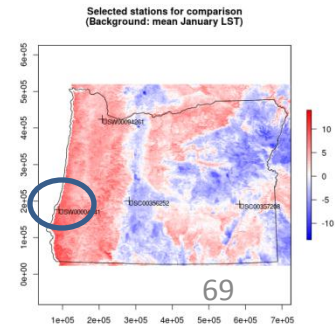 Selected stations for comparison
(Background: mean January LST)
6e+05
5e+05
4e+05
3e+05
2e+05
1e+05
0e+00
USW00094261
USC00356252
10
5
0
-5
-10
69
1e+05 2e+05 3e+05 4e+05 5e+05 6e+05 7e+05